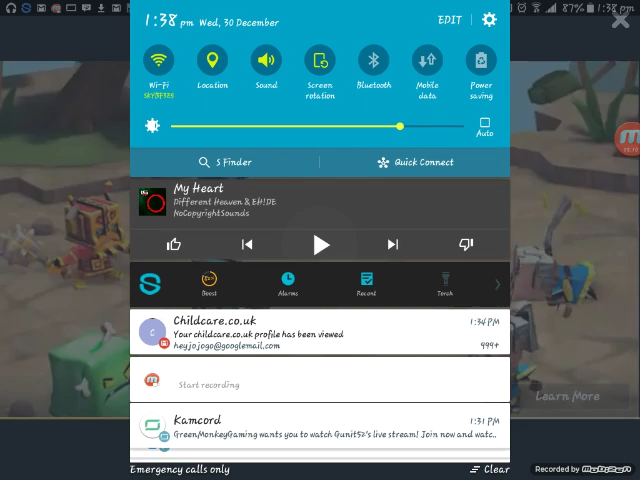 87% 1:38 pm
1:38 pm Wed, 30 December EDIT
Wi-Fi
SKYBF3E5
Location
Sound
Screen rotation
Bluetooth
Mobile data
Power saving
Auto
S Finder
Quick Connect
My Heart
Different Heaven & EH!DE
NoCopyrightSounds
Boost
Alarms
Recent
Torch
C
Childcare.co.uk 1:34 PM
Your childcare.co.uk profile has been viewed
heyjojogo@googlemail.com 999+
Start recording
Kamcord 1:31 PM
GreenMonkeyGaming wants you to watch Gunit5z's live stream! Join now and watc..
Emergency calls only
Clear
Learn More
Recorded by Mobizen